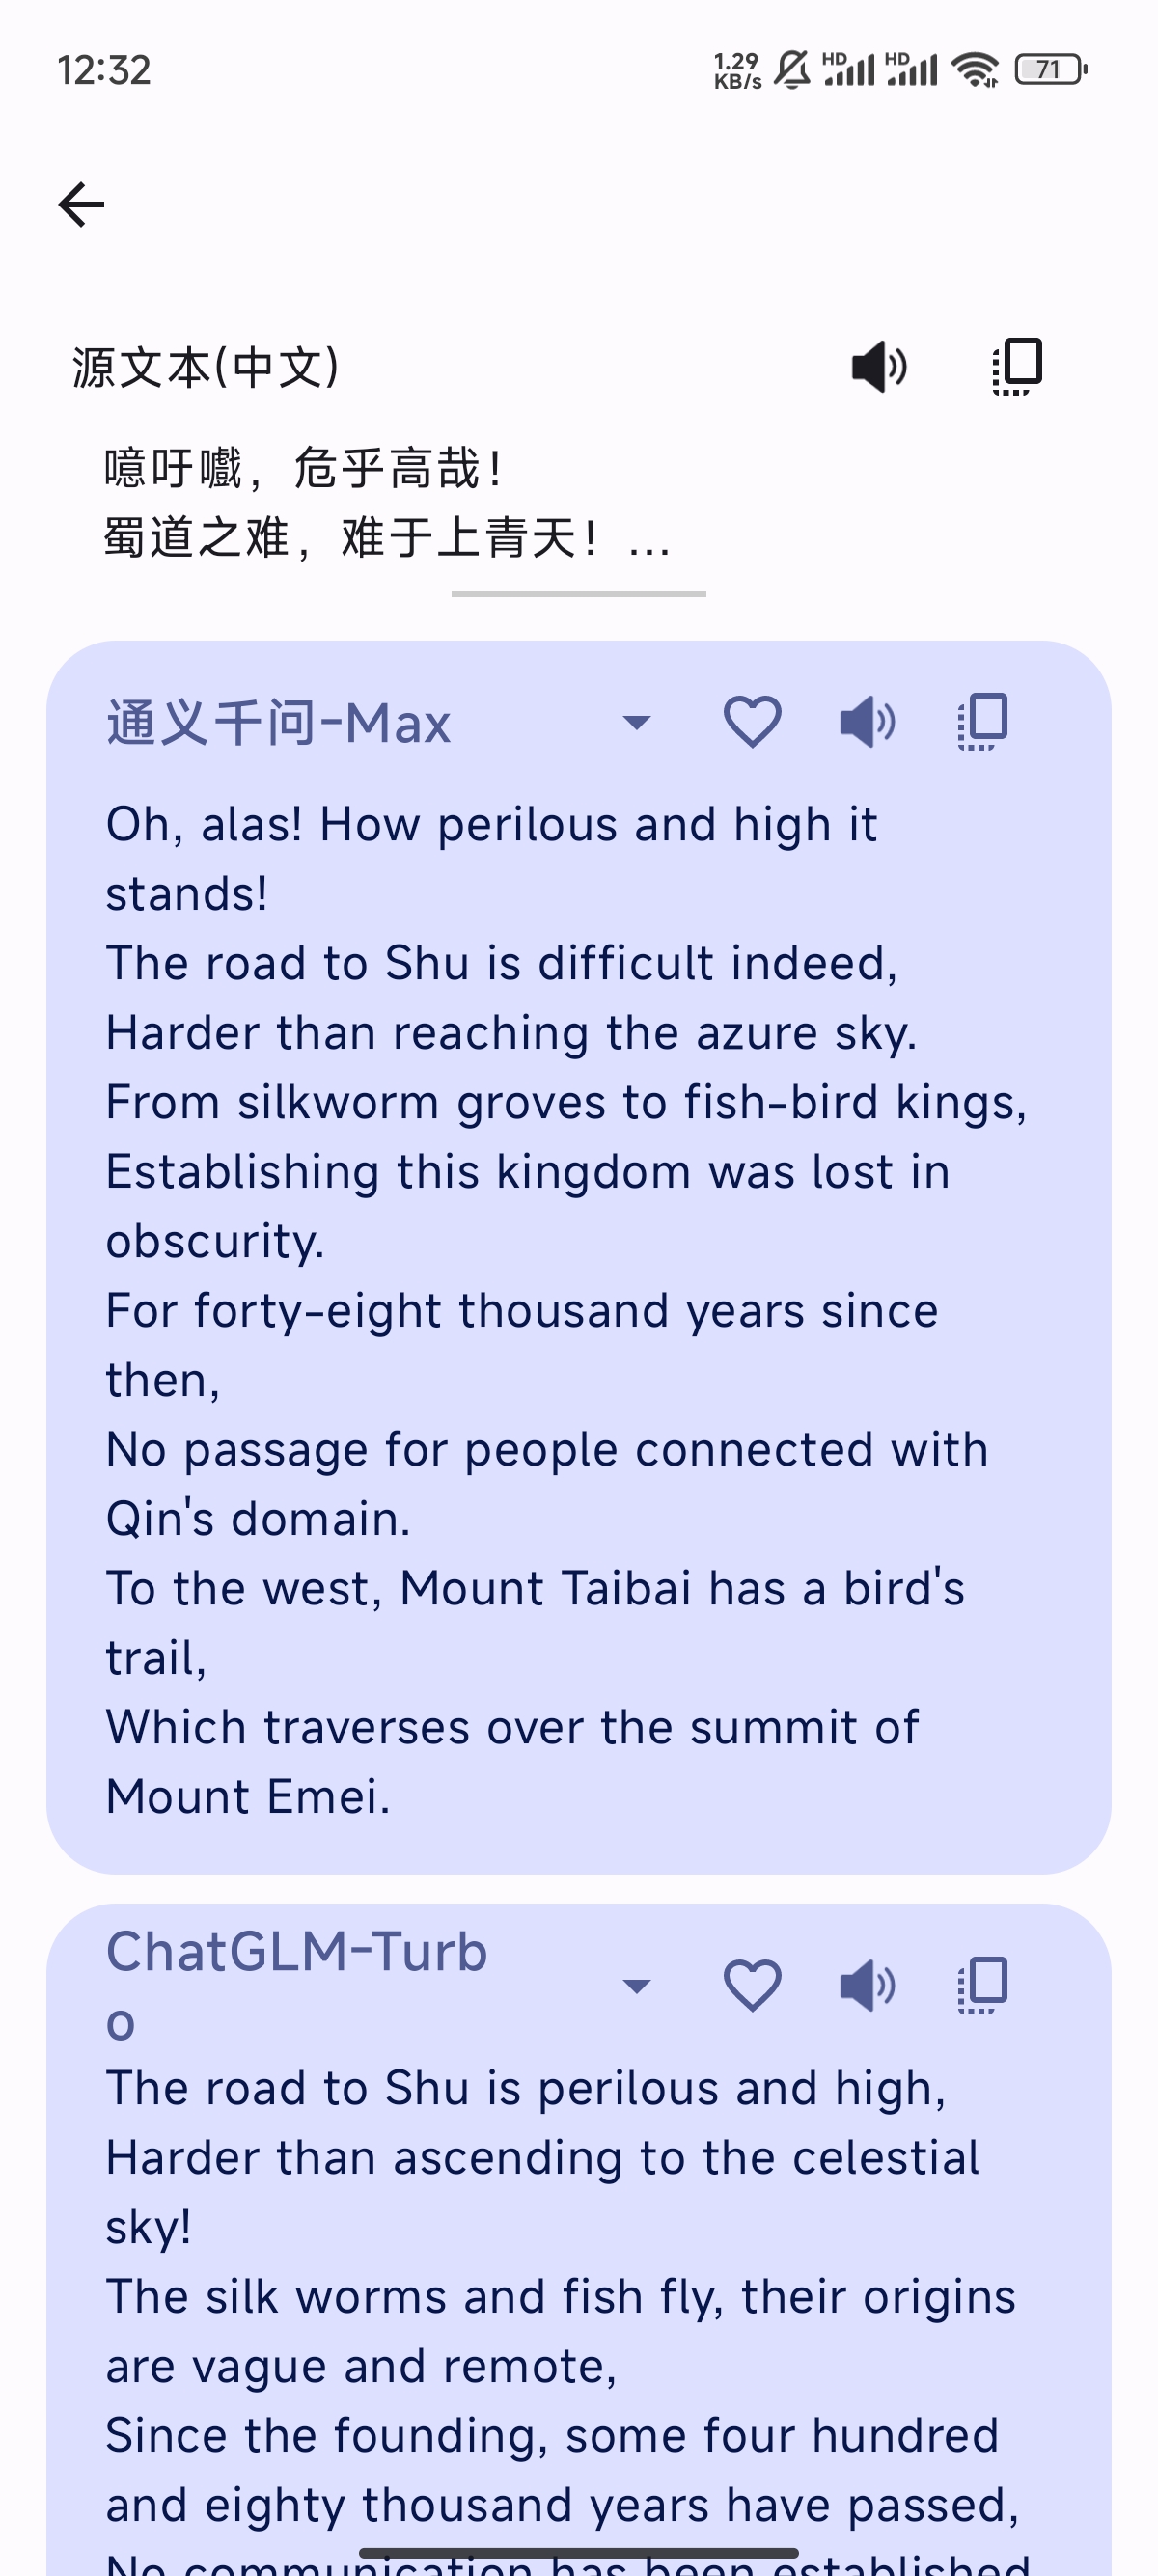 12:32
1.29 KB/s HD HD 71
源文本(中文)
噫吁嚱，危乎高哉！
蜀道之难，难于上青天！...
通义千问-Max
Oh, alas! How perilous and high it
stands!
The road to Shu is difficult indeed,
Harder than reaching the azure sky.
From silkworm groves to fish-bird kings,
Establishing this kingdom was lost in
obscurity.
For forty-eight thousand years since
then,
No passage for people connected with
Qin's domain.
To the west, Mount Taibai has a bird's
trail,
Which traverses over the summit of
Mount Emei.
ChatGLM-Turb
o
The road to Shu is perilous and high,
Harder than ascending to the celestial
sky!
The silk worms and fish fly, their origins
are vague and remote,
Since the founding, some four hundred
and eighty thousand years have passed,
No communication has been established